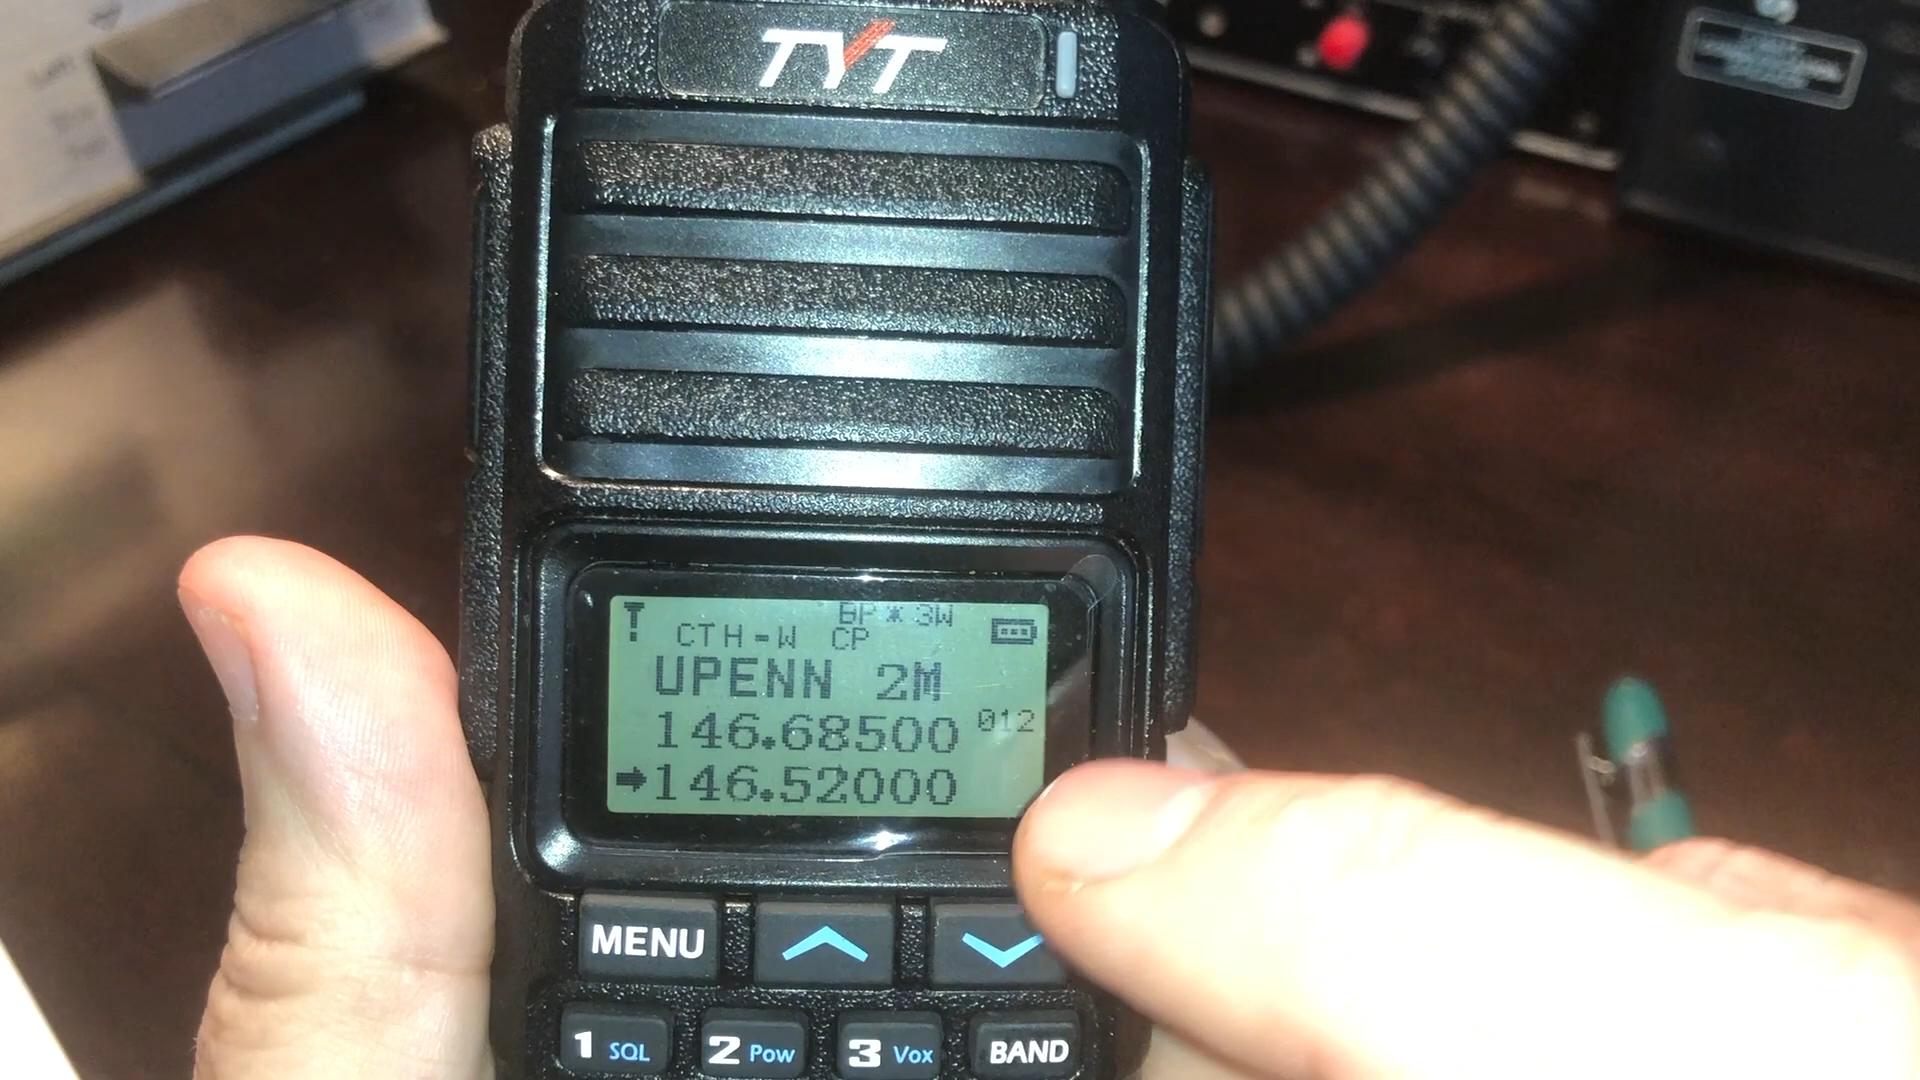 TYT
BP * 3W
CTH-W CP
UPENN 2M
146.68500 012
➡146.52000
MENU
1 SQL 2 Pow 3 Vox BAND